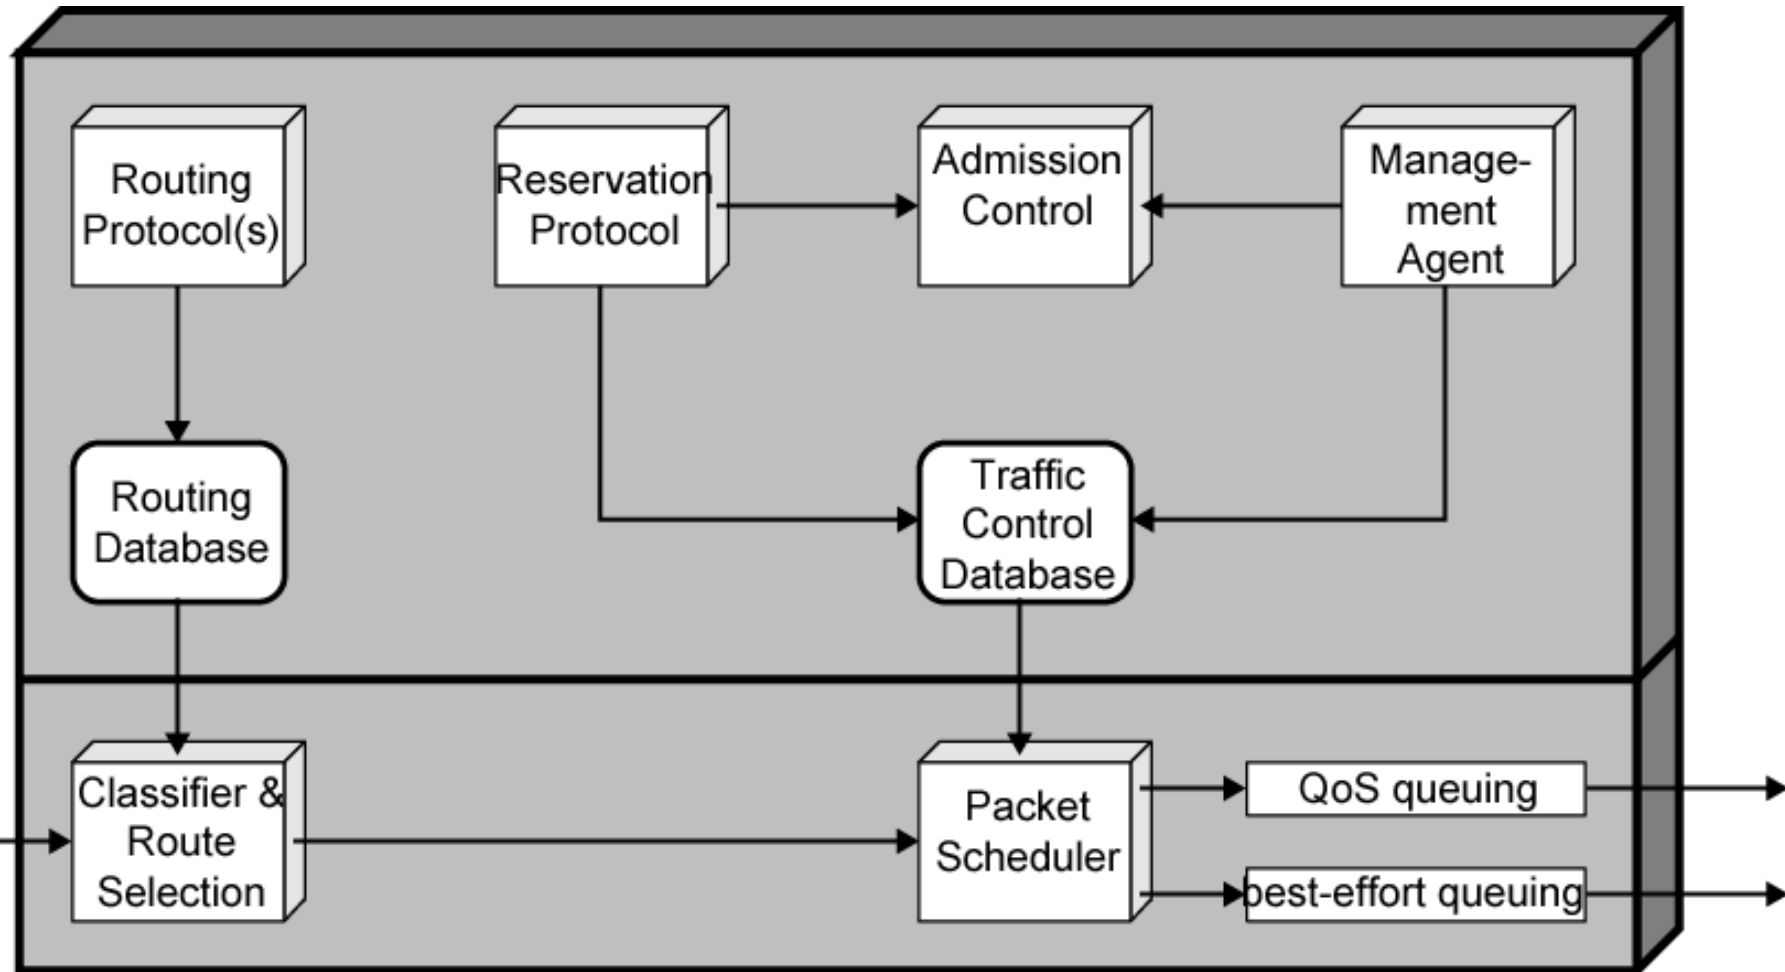 Routing
Protocol(s)
Reservation
Protocol
Admission
Control
Manage-
ment
Agent
Routing
Database
Traffic
Control
Database
Classifier &
Route
Selection
Packet
Scheduler
QoS queuing
best-effort queuing